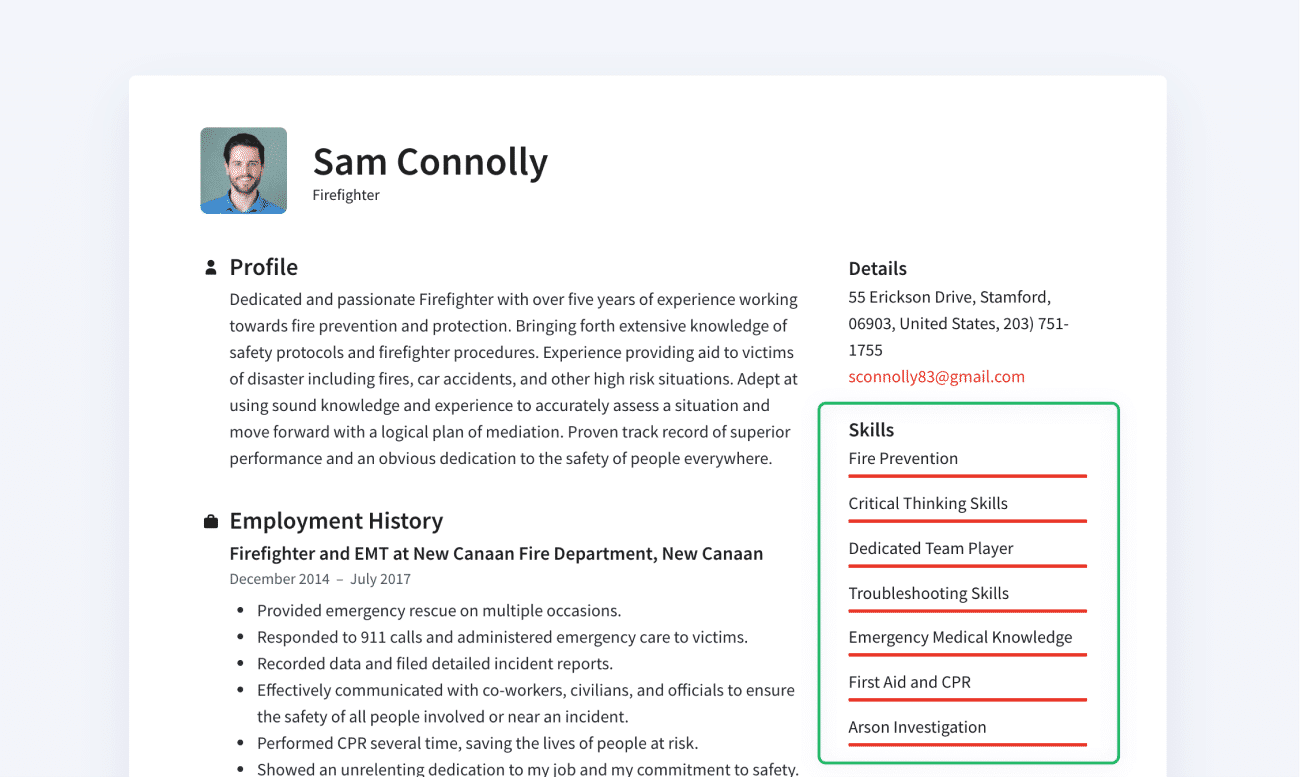 Sam Connolly
Firefighter
Profile
Dedicated and passionate Firefighter with over five years of experience working
towards fire prevention and protection. Bringing forth extensive knowledge of
safety protocols and firefighter procedures. Experience providing aid to victims
of disaster including fires, car accidents, and other high risk situations. Adept at
using sound knowledge and experience to accurately assess a situation and
move forward with a logical plan of mediation. Proven track record of superior
performance and an obvious dedication to the safety of people everywhere.
Employment History
Firefighter and EMT at New Canaan Fire Department, New Canaan
December 2014 – July 2017
• Provided emergency rescue on multiple occasions.
• Responded to 911 calls and administered emergency care to victims.
• Recorded data and filed detailed incident reports.
• Effectively communicated with co-workers, civilians, and officials to ensure
the safety of all people involved or near an incident.
• Performed CPR several time, saving the lives of people at risk.
• Showed an unrelenting dedication to my job and my commitment to safety.
Details
55 Erickson Drive, Stamford,
06903, United States, 203) 751-
1755
sconnolly83@gmail.com
Skills
Fire Prevention
Critical Thinking Skills
Dedicated Team Player
Troubleshooting Skills
Emergency Medical Knowledge
First Aid and CPR
Arson Investigation